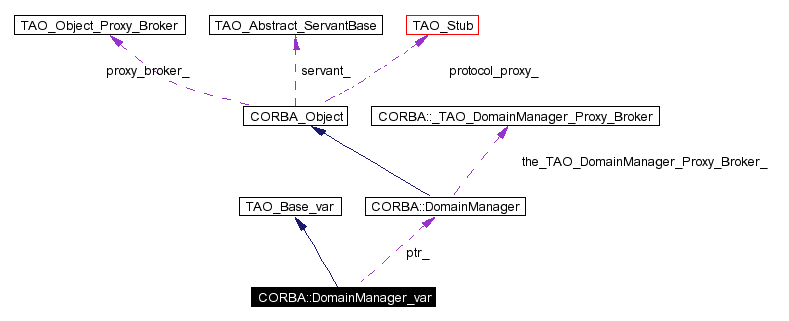 TAO_Object_Proxy_Broker
TAO_Abstract_ServantBase
TAO_Stub
proxy_broker_
servant_
protocol_proxy_
CORBA_Object
CORBA::_TAO_DomainManager_Proxy_Broker
the_TAO_DomainManager_Proxy_Broker_
TAO_Base_var
CORBA::DomainManager
ptr_
CORBA::DomainManager_var